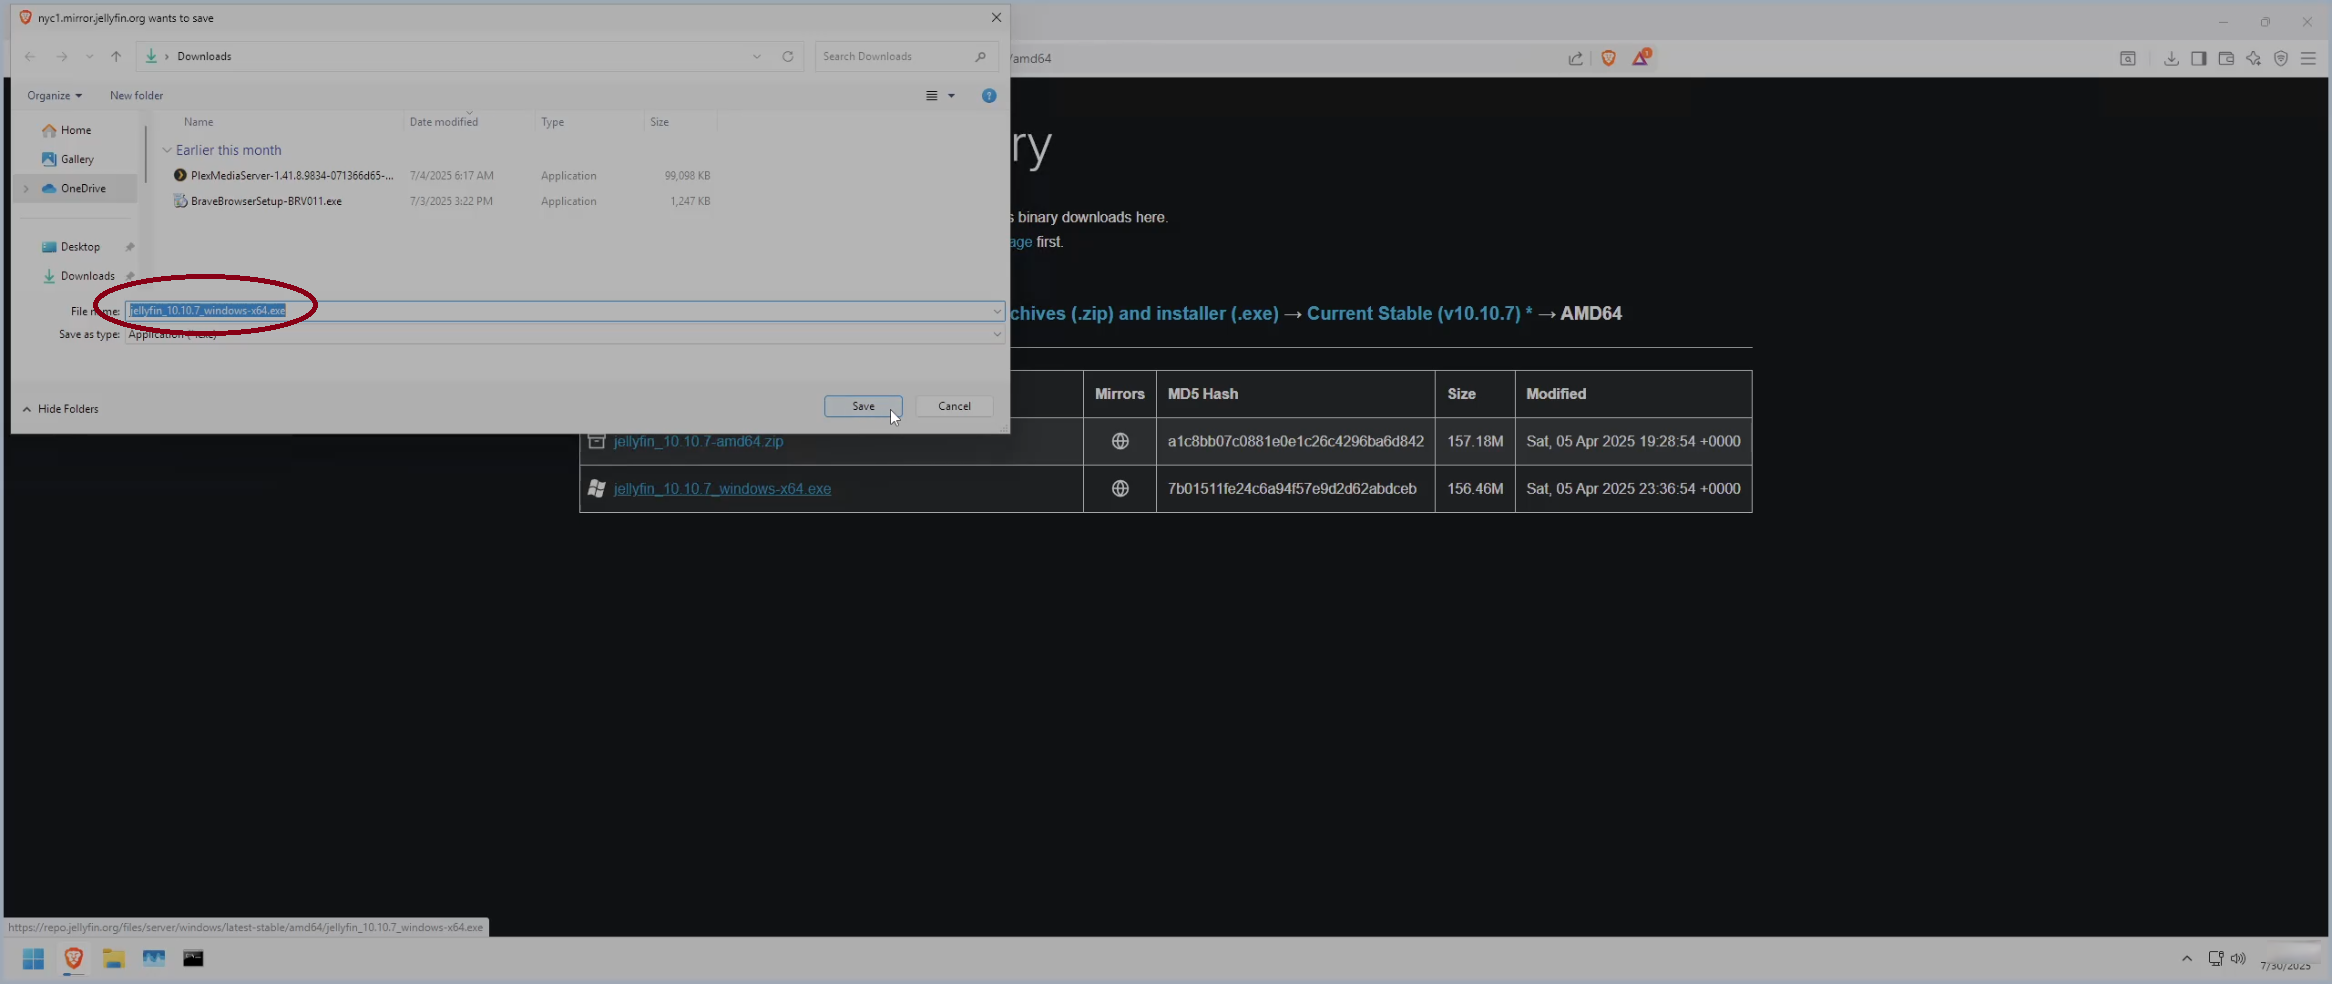 nyc1.mirror.jellyfin.org wants to save
Downloads
Search Downloads
/amd64
Organize
New folder
Name
Date modified
Type
Size
Home
Gallery
OneDrive
Desktop
Downloads
Earlier this month
PlexMediaServer-1.41.8.9834-071366d65-...
7/4/2025 6:17 AM
Application
99,098 KB
BraveBrowserSetup-BRV011.exe
7/3/2025 3:22 PM
Application
1,247 KB
File name:
jellyfin_10.10.7_windows-x64.exe
Save as type:
Application (*.exe)
Hide Folders
Save
Cancel
ry
s binary downloads here.
age first.
chives (.zip) and installer (.exe) → Current Stable (v10.10.7) * → AMD64
Mirrors
MD5 Hash
Size
Modified
jellyfin_10.10.7-amd64.zip
a1c8bb07c0881e0e1c26c4296ba6d842
157.18M
Sat, 05 Apr 2025 19:28:54 +0000
jellyfin_10.10.7_windows-x64.exe
7b01511fe24c6a94f57e9d2d62abdceb
156.46M
Sat, 05 Apr 2025 23:36:54 +0000
https://repo.jellyfin.org/files/server/windows/latest-stable/amd64/jellyfin_10.10.7_windows-x64.exe
7/30/2025